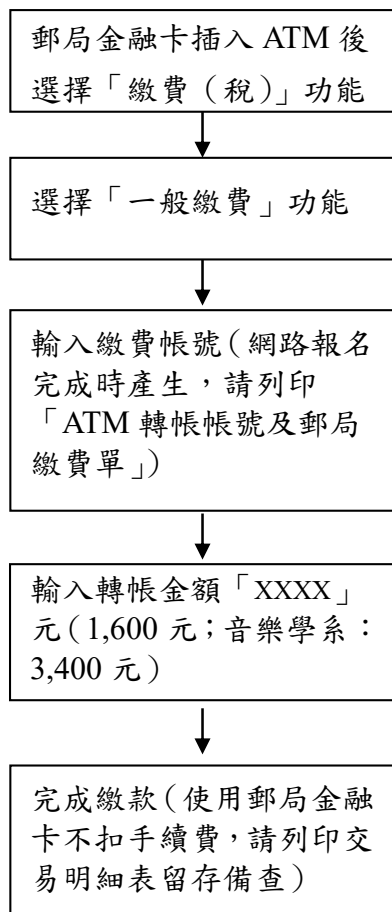 郵局金融卡插入 ATM 後
選擇「繳費（稅）」功能
選擇「一般繳費」功能
輸入繳費帳號（網路報名
完成時產生，請列印
「ATM 轉帳帳號及郵局
繳費單」）
輸入轉帳金額「XXXX」
元（1,600 元；音樂學系：
3,400 元）
完成繳款（使用郵局金融
卡不扣手續費，請列印交
易明細表留存備查）